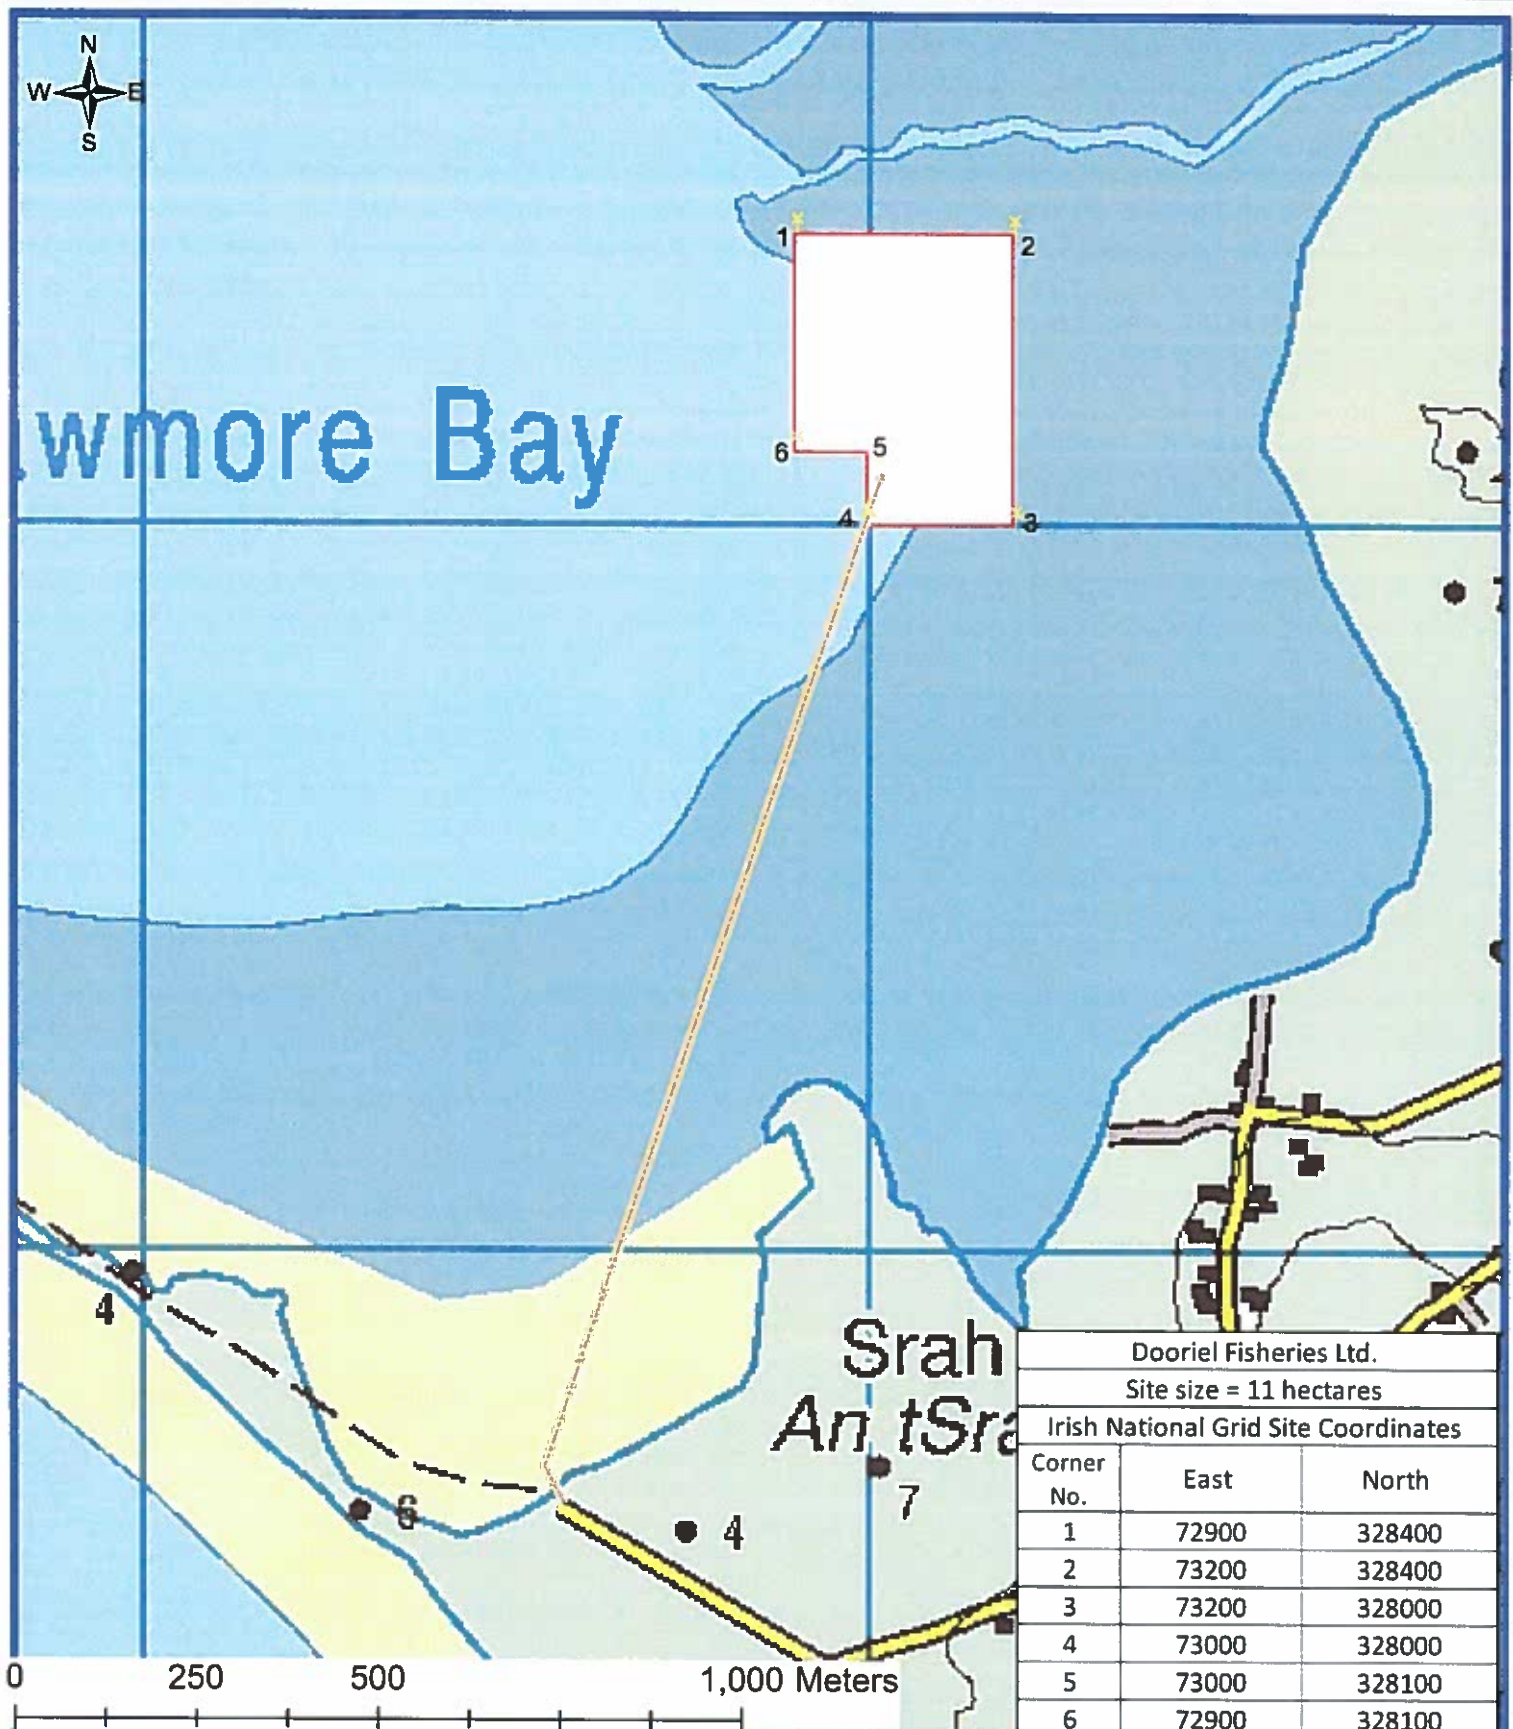 N
W E
S
1
2
wmore Bay
5
6
4
3
4
Srah
An tSra
6
7
4
Dooriel Fisheries Ltd.
Site size = 11 hectares
Irish National Grid Site Coordinates
Corner No. East North
1 72900 328400
2 73200 328400
3 73200 328000
4 73000 328000
5 73000 328100
6 72900 328100
0 250 500 1,000 Meters